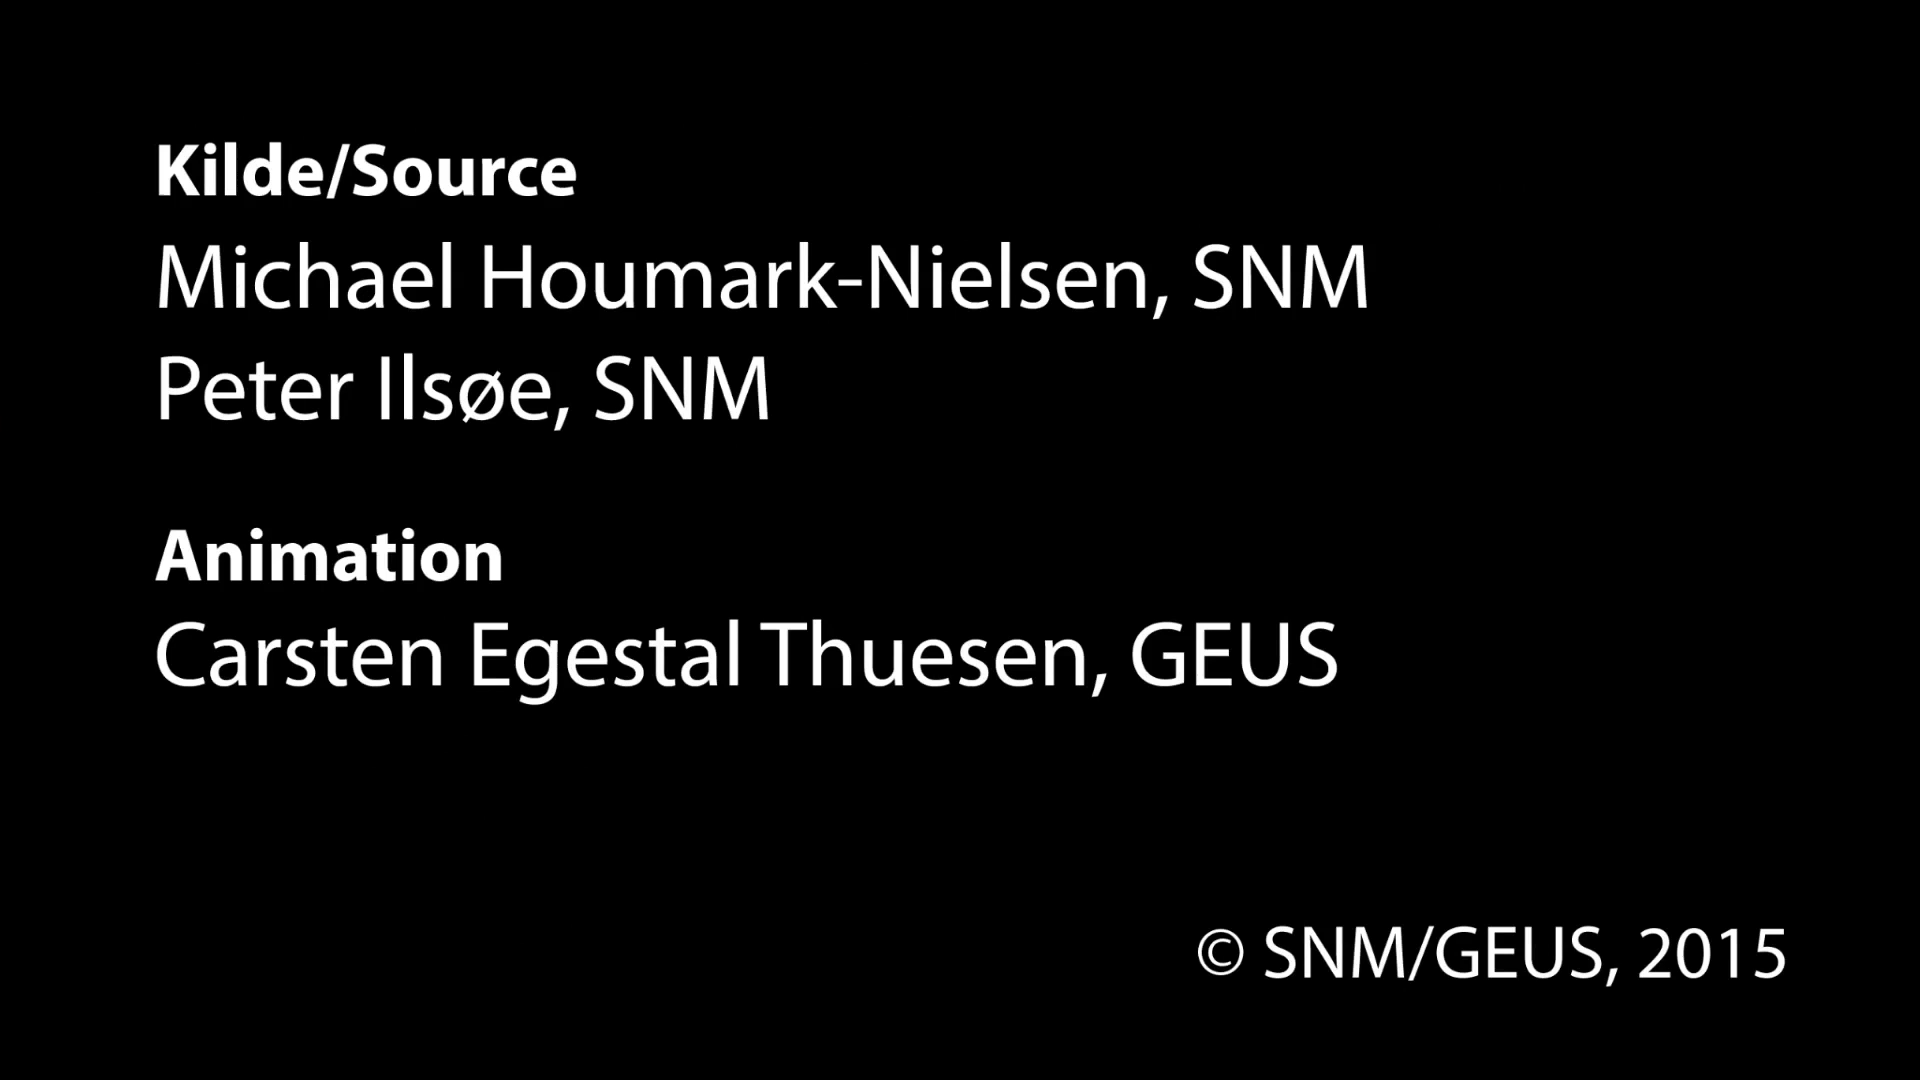 Kilde/Source
Michael Houmark-Nielsen, SNM
Peter Ilsøe, SNM
Animation
Carsten Egestal Thuesen, GEUS
© SNM/GEUS, 2015